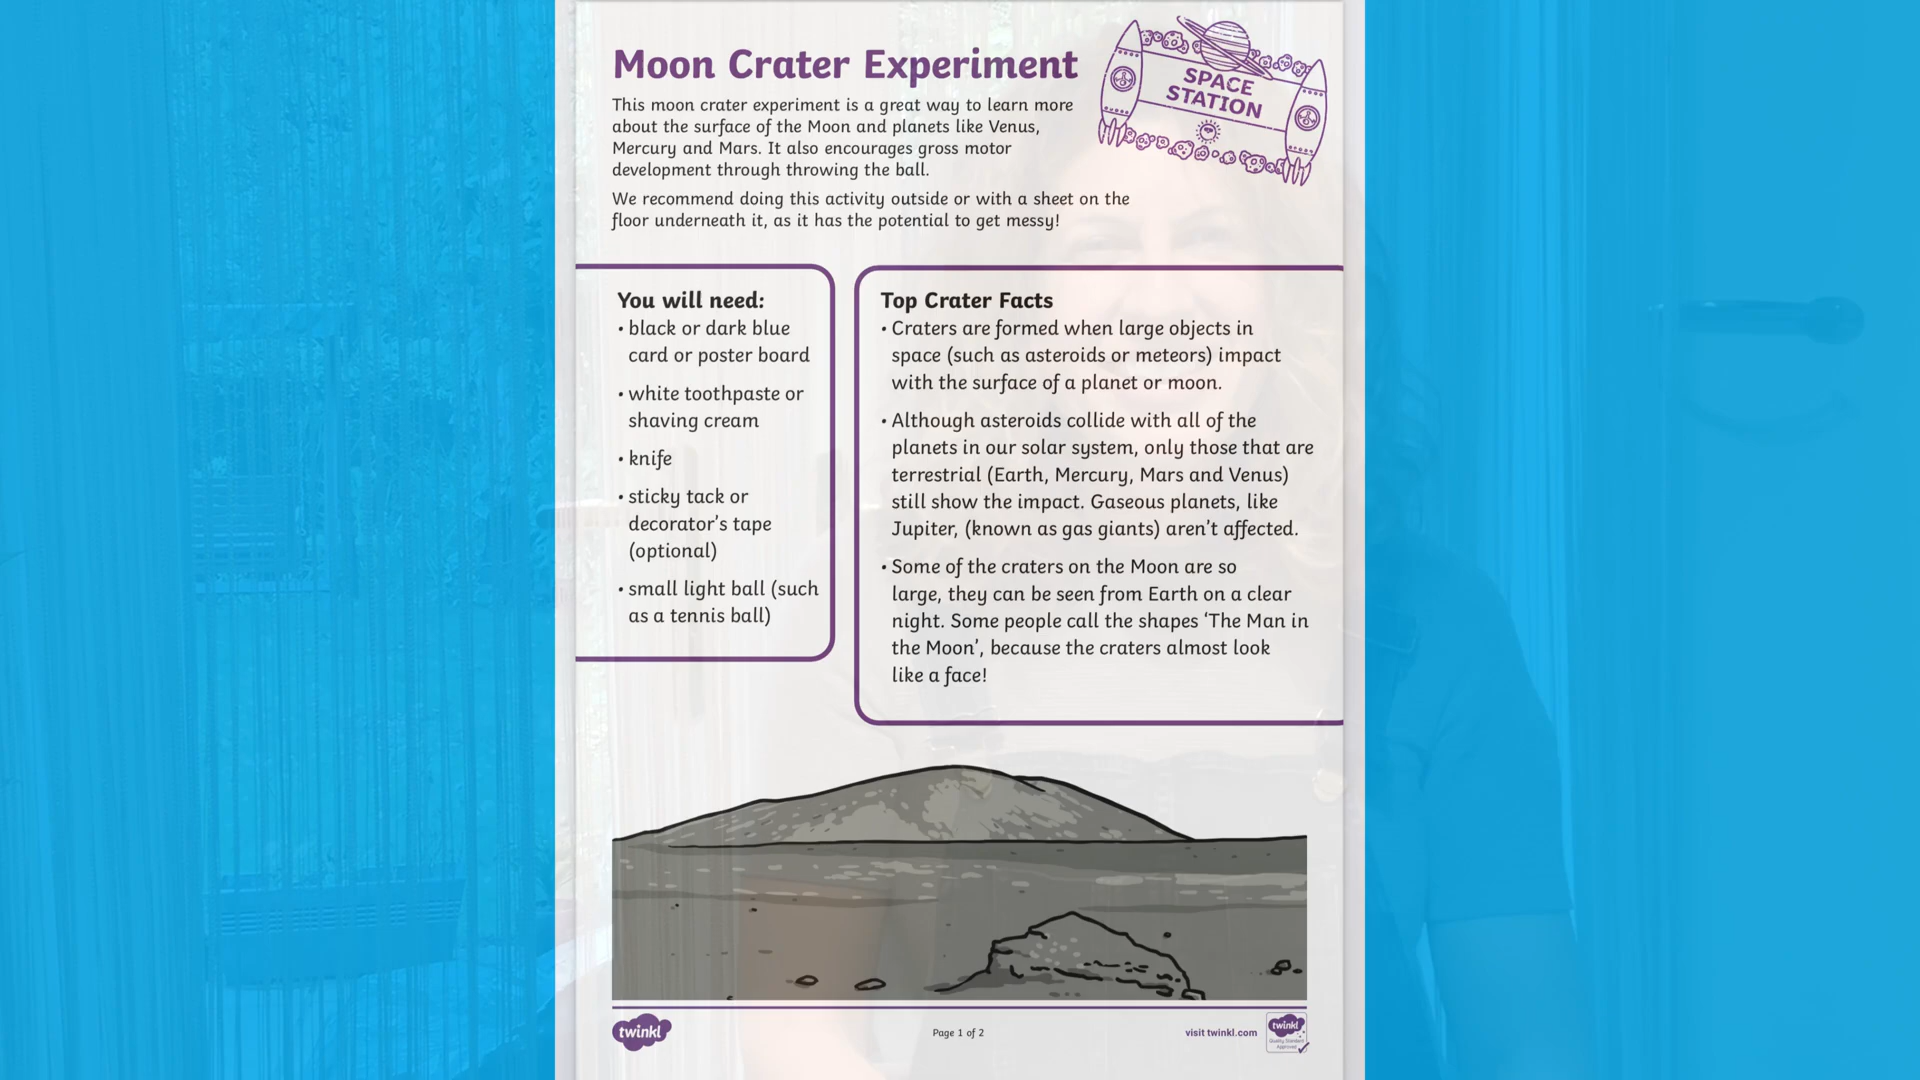 Moon Crater Experiment
SPACE
STATION
This moon crater experiment is a great way to learn more
about the surface of the Moon and planets like Venus,
Mercury and Mars. It also encourages gross motor
development through throwing the ball.
We recommend doing this activity outside or with a sheet on the
floor underneath it, as it has the potential to get messy!
You will need:
• black or dark blue
card or poster board
• white toothpaste or
shaving cream
• knife
• sticky tack or
decorator's tape
(optional)
• small light ball (such
as a tennis ball)
Top Crater Facts
• Craters are formed when large objects in
space (such as asteroids or meteors) impact
with the surface of a planet or moon.
• Although asteroids collide with all of the
planets in our solar system, only those that are
terrestrial (Earth, Mercury, Mars and Venus)
still show the impact. Gaseous planets, like
Jupiter, (known as gas giants) aren't affected.
• Some of the craters on the Moon are so
large, they can be seen from Earth on a clear
night. Some people call the shapes 'The Man in
the Moon', because the craters almost look
like a face!
twinkl
Page 1 of 2
visit twinkl.com
twinkl
Quality Standard
Approved